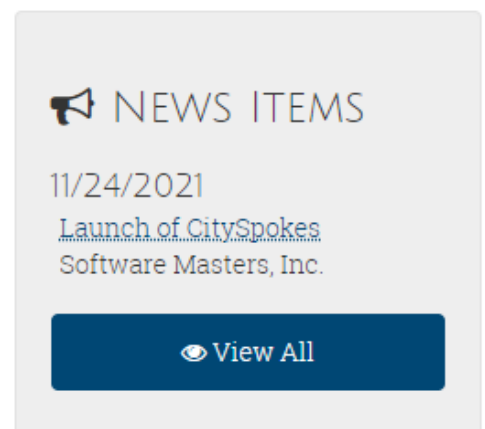 News Items
11/24/2021
Launch of CitySpokes
Software Masters, Inc.
View All